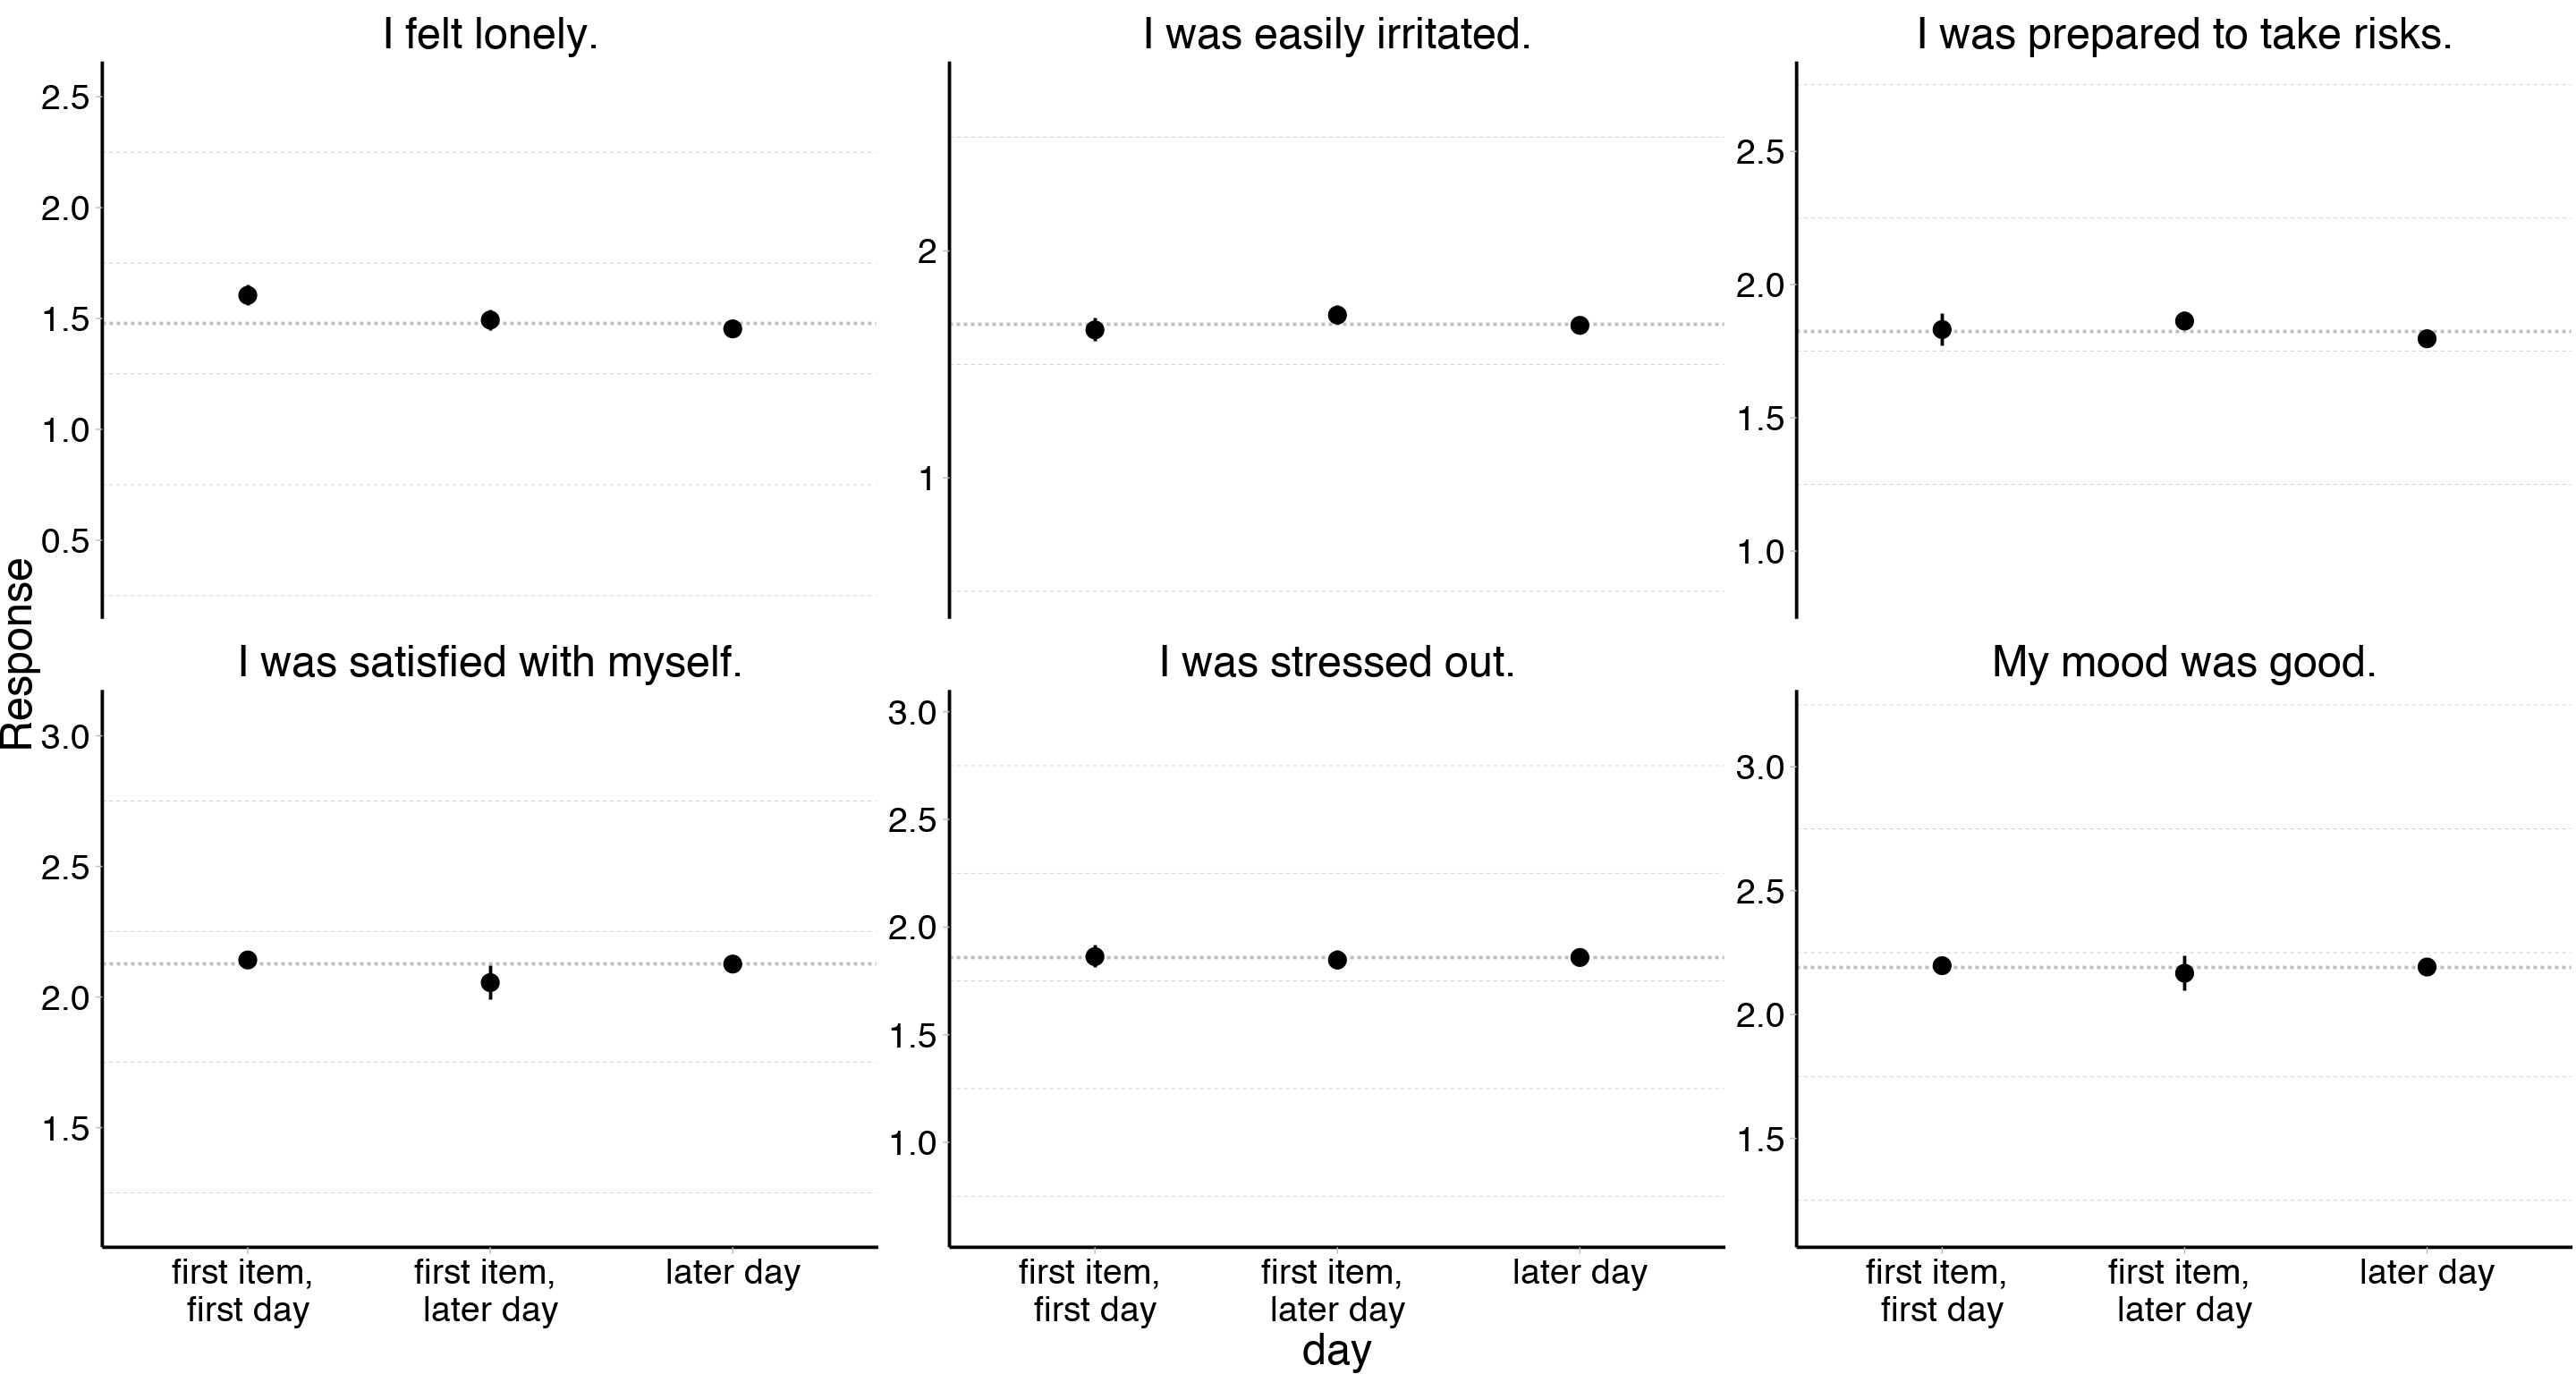 I felt lonely.
I was easily irritated.
I was prepared to take risks.
2.5
2.0
1.5
1.0
0.5
2
1
2.5
2.0
1.5
1.0
Response
I was satisfied with myself.
I was stressed out.
My mood was good.
3.0
2.5
2.0
1.5
3.0
2.5
2.0
1.5
1.0
3.0
2.5
2.0
1.5
first item,
first day
first item,
later day
later day
first item,
first day
first item,
later day
later day
first item,
first day
first item,
later day
later day
day